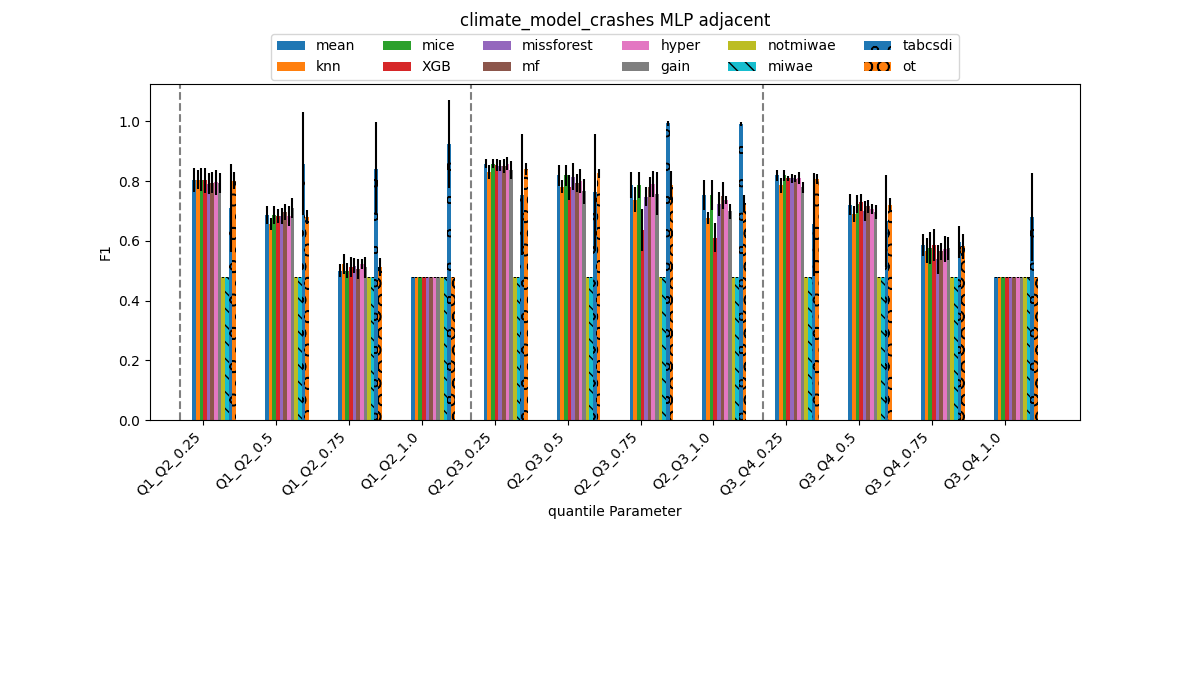 climate_model_crashes MLP adjacent
mean mice missforest hyper notmiwae tabcsdi
knn XGB mf gain miwae ot
1.0
0.8
0.6
0.4
0.2
0.0
F1
Q1_Q2_0.25 Q1_Q2_0.5 Q1_Q2_0.75 Q1_Q2_1.0 Q2_Q3_0.25 Q2_Q3_0.5 Q2_Q3_0.75 Q2_Q3_1.0 Q3_Q4_0.25 Q3_Q4_0.5 Q3_Q4_0.75 Q3_Q4_1.0
quantile Parameter